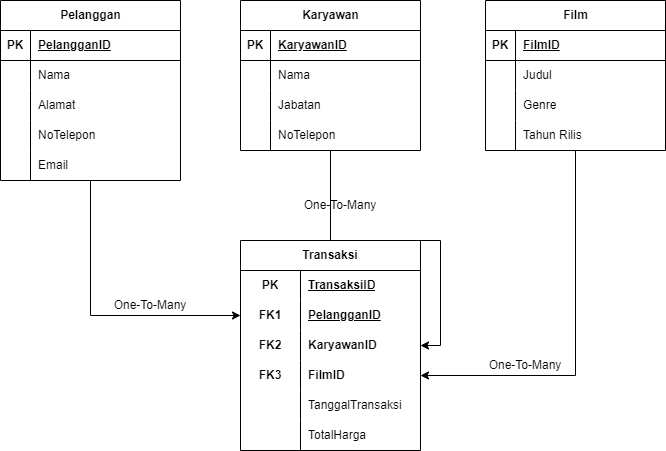 Pelanggan
PK PelangganID
Nama
Alamat
NoTelepon
Email
Karyawan
PK KaryawanID
Nama
Jabatan
NoTelepon
Film
PK FilmID
Judul
Genre
Tahun Rilis
One-To-Many
One-To-Many
One-To-Many
Transaksi
PK TransaksiID
FK1 PelangganID
FK2 KaryawanID
FK3 FilmID
TanggalTransaksi
TotalHarga